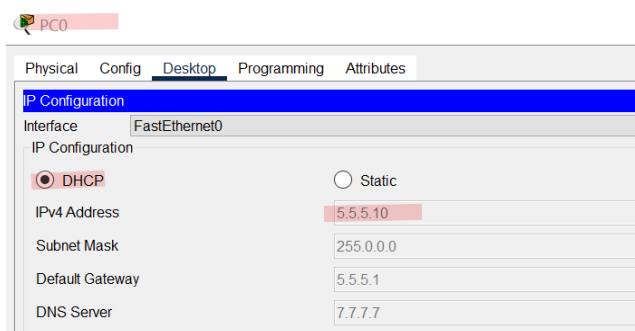 PC0
Physical Config Desktop Programming Attributes
IP Configuration
Interface FastEthernet0
IP Configuration
DHCP Static
IPv4 Address 5.5.5.10
Subnet Mask 255.0.0.0
Default Gateway 5.5.5.1
DNS Server 7.7.7.7